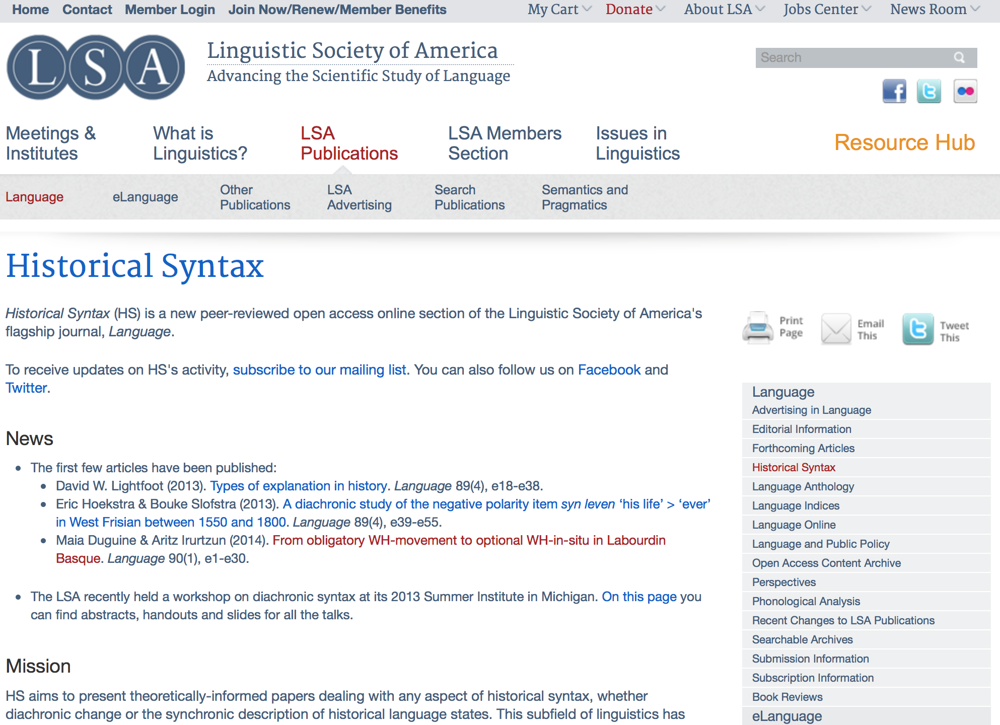 Home Contact Member Login Join Now/Renew/Member Benefits My Cart Donate About LSA Jobs Center News Room
LSA
Linguistic Society of America
Advancing the Scientific Study of Language
Search
Meetings & Institutes
What is Linguistics?
LSA Publications
LSA Members Section
Issues in Linguistics
Resource Hub
Language
eLanguage
Other Publications
LSA Advertising
Search Publications
Semantics and Pragmatics
Historical Syntax
Historical Syntax (HS) is a new peer-reviewed open access online section of the Linguistic Society of America's
flagship journal, Language.
To receive updates on HS's activity, subscribe to our mailing list. You can also follow us on Facebook and
Twitter.
News
The first few articles have been published:
David W. Lightfoot (2013). Types of explanation in history. Language 89(4), e18-e38.
Eric Hoekstra & Bouke Slofstra (2013). A diachronic study of the negative polarity item syn leven ‘his life’ > ‘ever’
in West Frisian between 1550 and 1800. Language 89(4), e39-e55.
Maia Duguine & Aritz Irurtzun (2014). From obligatory WH-movement to optional WH-in-situ in Labourdin
Basque. Language 90(1), e1-e30.
The LSA recently held a workshop on diachronic syntax at its 2013 Summer Institute in Michigan. On this page you
can find abstracts, handouts and slides for all the talks.
Mission
HS aims to present theoretically-informed papers dealing with any aspect of historical syntax, whether
diachronic change or the synchronic description of historical language states. This subfield of linguistics has
Print Page
Email This
Tweet This
Language
Advertising in Language
Editorial Information
Forthcoming Articles
Historical Syntax
Language Anthology
Language Indices
Language Online
Language and Public Policy
Open Access Content Archive
Perspectives
Phonological Analysis
Recent Changes to LSA Publications
Searchable Archives
Submission Information
Subscription Information
Book Reviews
eLanguage